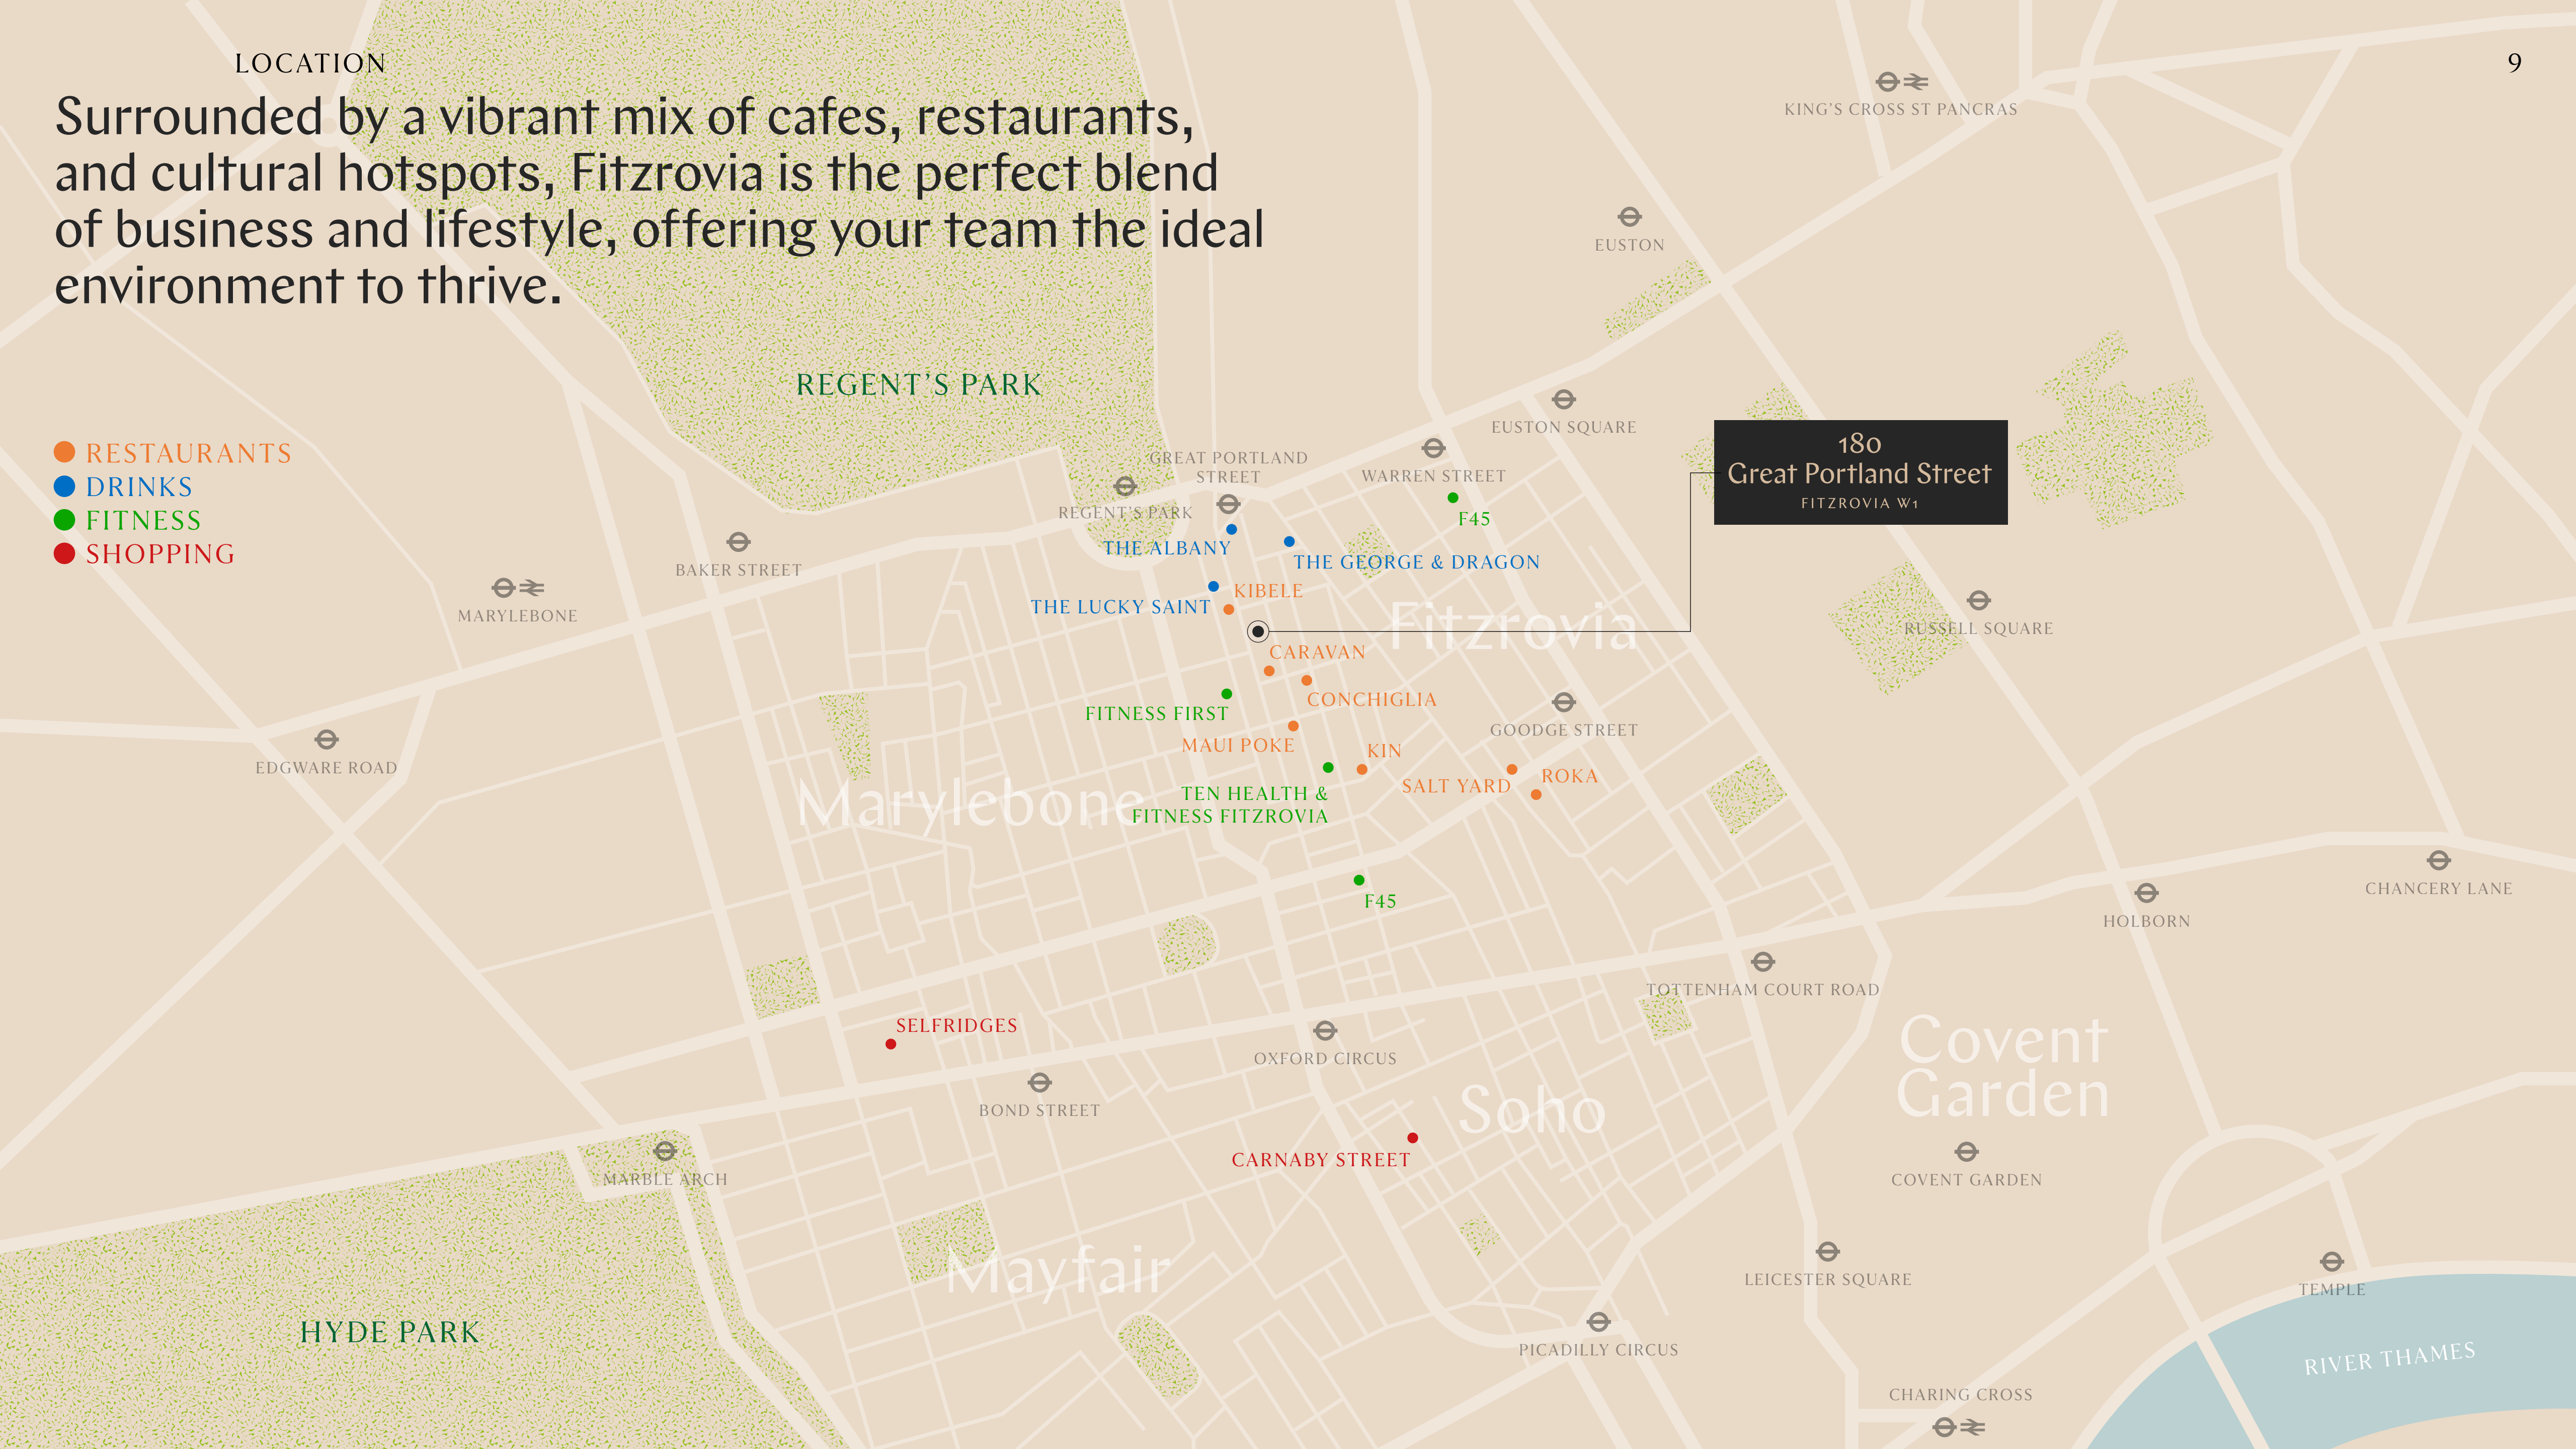 LOCATION
9
Surrounded by a vibrant mix of cafes, restaurants,
and cultural hotspots, Fitzrovia is the perfect blend
of business and lifestyle, offering your team the ideal
environment to thrive.
KING'S CROSS ST PANCRAS
EUSTON
REGENT'S PARK
EUSTON SQUARE
RESTAURANTS
DRINKS
FITNESS
SHOPPING
GREAT PORTLAND
STREET
WARREN STREET
180
Great Portland Street
FITZROVIA W1
REGENT'S PARK
F45
THE ALBANY
THE GEORGE & DRAGON
BAKER STREET
MARYLEBONE
THE LUCKY SAINT
KIBELE
Fitzrovia
RUSSELL SQUARE
CARAVAN
CONCHIGLIA
FITNESS FIRST
GOODGE STREET
MAUI POKE
KIN
EDGWARE ROAD
SALT YARD
ROKA
Marylebone
TEN HEALTH &
FITNESS FITZROVIA
F45
CHANCERY LANE
HOLBORN
TOTTENHAM COURT ROAD
SELFRIDGES
OXFORD CIRCUS
Covent
Garden
BOND STREET
Soho
CARNABY STREET
MARBLE ARCH
COVENT GARDEN
Mayfair
LEICESTER SQUARE
TEMPLE
HYDE PARK
PICADILLY CIRCUS
RIVER THAMES
CHARING CROSS